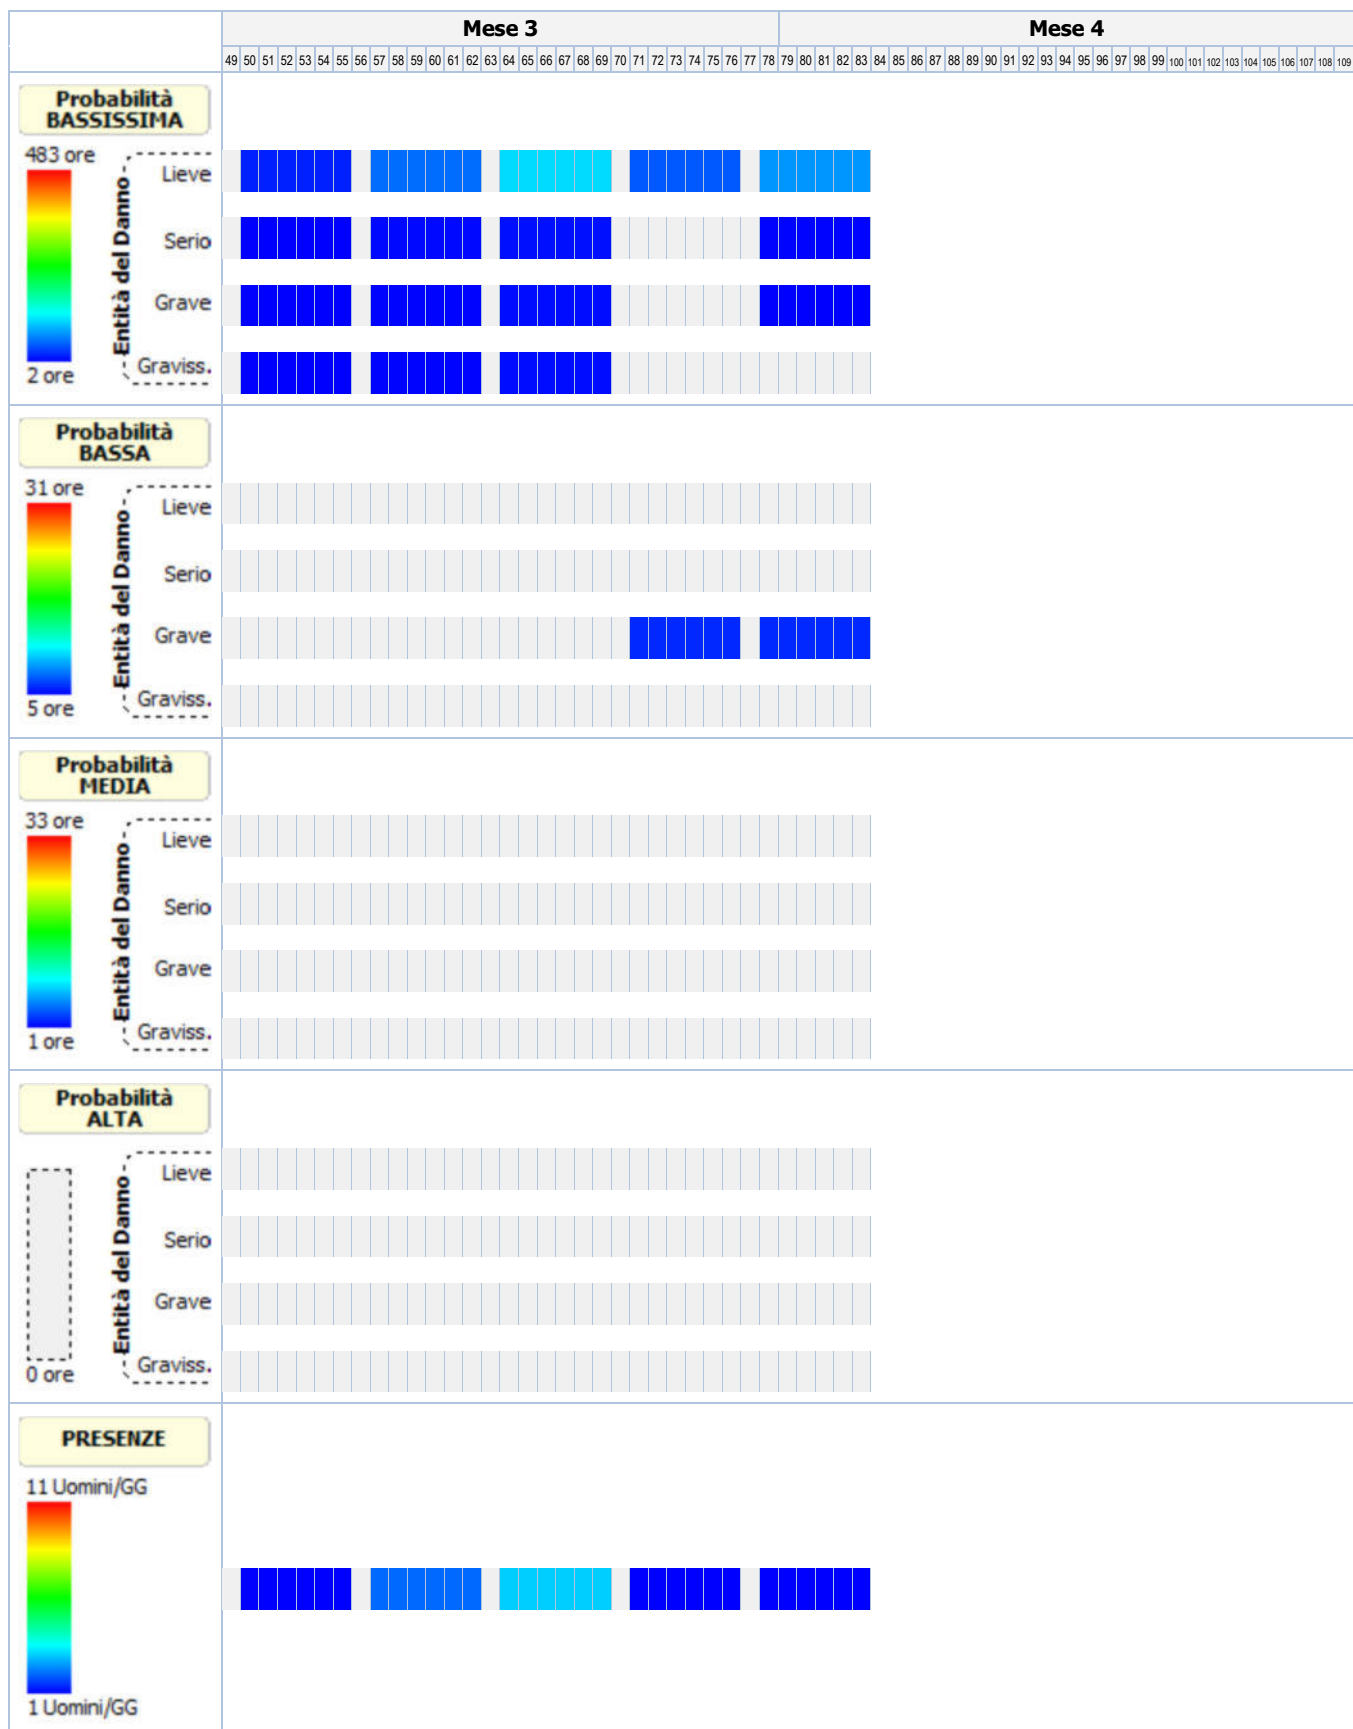 Mese 3 Mese 4
49 50 51 52 53 54 55 56 57 58 59 60 61 62 63 64 65 66 67 68 69 70 71 72 73 74 75 76 77 78 79 80 81 82 83 84 85 86 87 88 89 90 91 92 93 94 95 96 97 98 99 100 101 102 103 104 105 106 107 108 109
Probabilità
BASSISSIMA
483 ore
Entità del Danno
Lieve
Serio
Grave
Graviss.
2 ore
Probabilità
BASSA
31 ore
Entità del Danno
Lieve
Serio
Grave
Graviss.
5 ore
Probabilità
MEDIA
33 ore
Entità del Danno
Lieve
Serio
Grave
Graviss.
1 ore
Probabilità
ALTA
Entità del Danno
Lieve
Serio
Grave
Graviss.
0 ore
PRESENZE
11 Uomini/GG
1 Uomini/GG